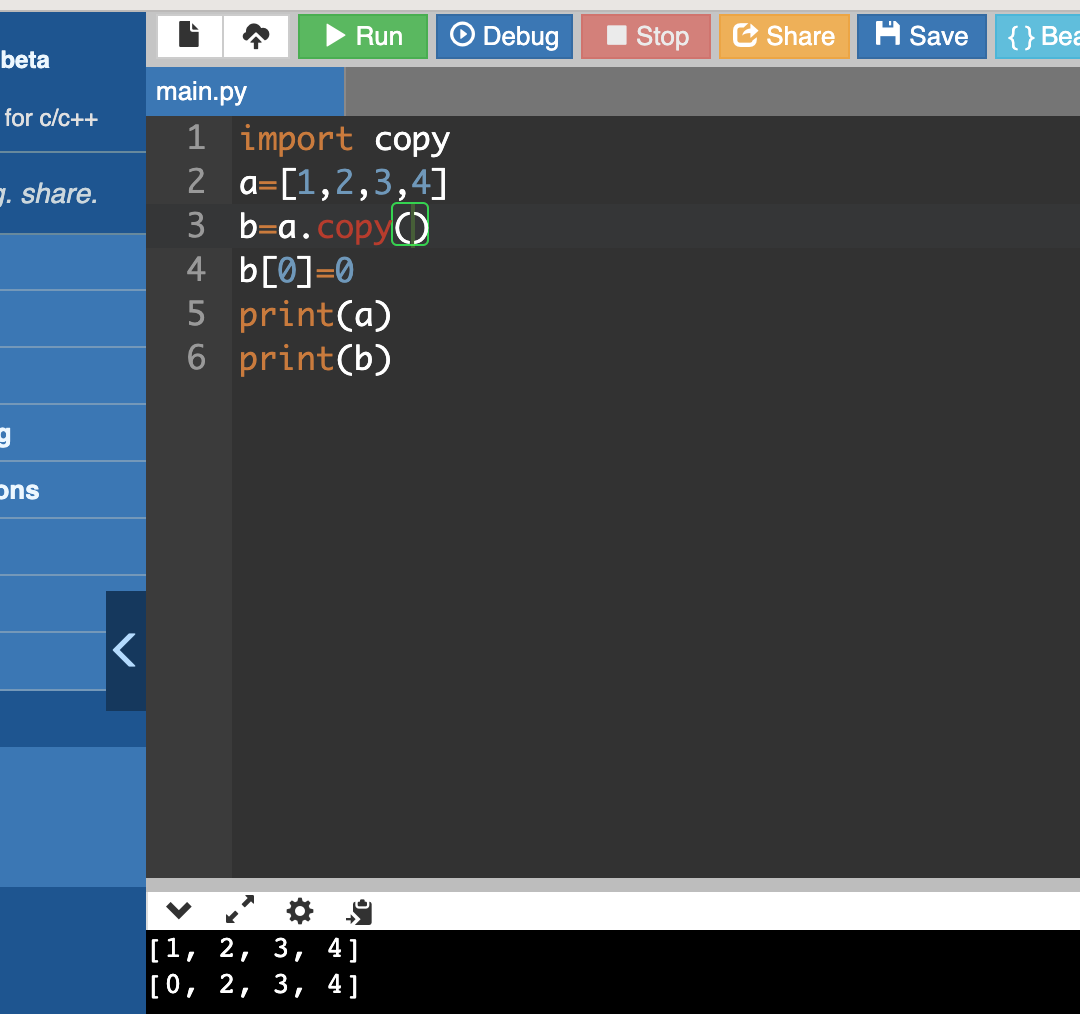 beta
for c/c++
. share.
ons
Run
Debug
Stop
Share
Save
{ } Bea
main.py
1 import copy
2 a=[1,2,3,4]
3 b=a.copy()
4 b[0]=0
5 print(a)
6 print(b)
[1, 2, 3, 4]
[0, 2, 3, 4]